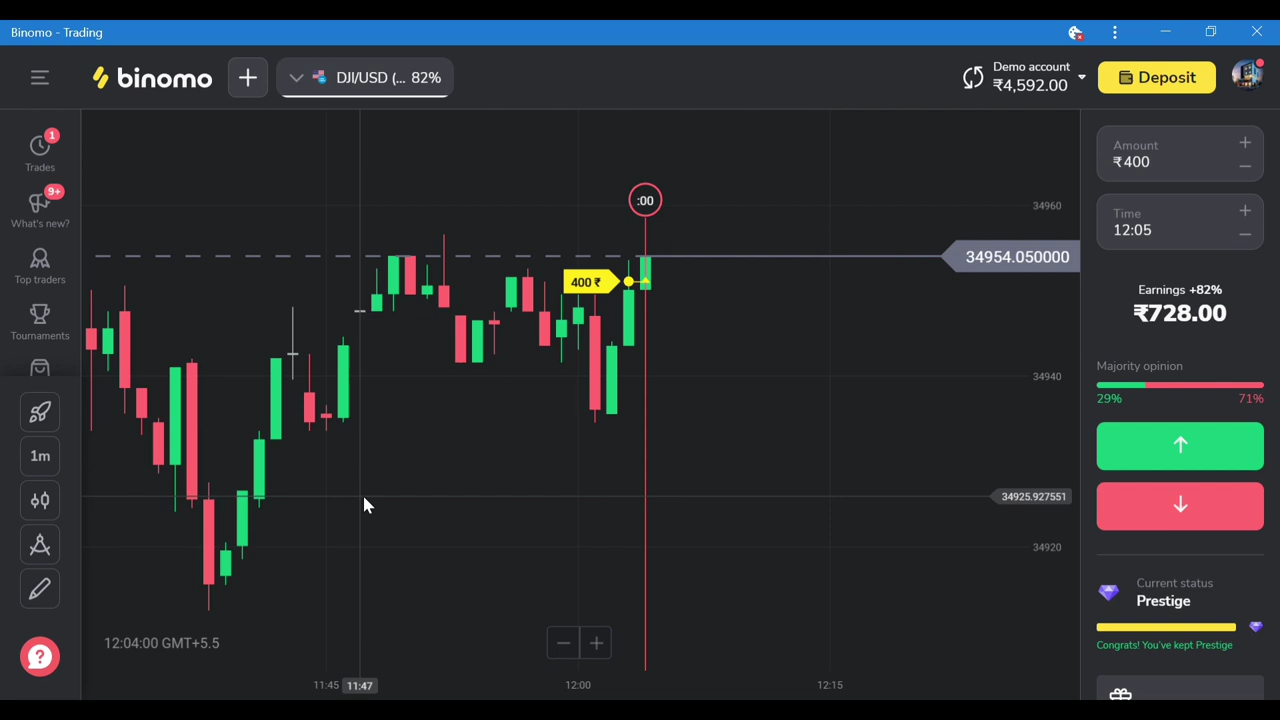 Binomo - Trading
binomo
DJI/USD (... 82%
Demo account
₹4,592.00
Deposit
1
Trades
9+
What's new?
Top traders
Tournaments
1m
?
:00
400 ₹
34960
34954.050000
34940
34925.927551
34920
12:04:00 GMT+5.5
11:45
11:47
12:00
12:15
Amount
₹400
Time
12:05
Earnings +82%
₹728.00
Majority opinion
29%
71%
Current status
Prestige
Congrats! You've kept Prestige